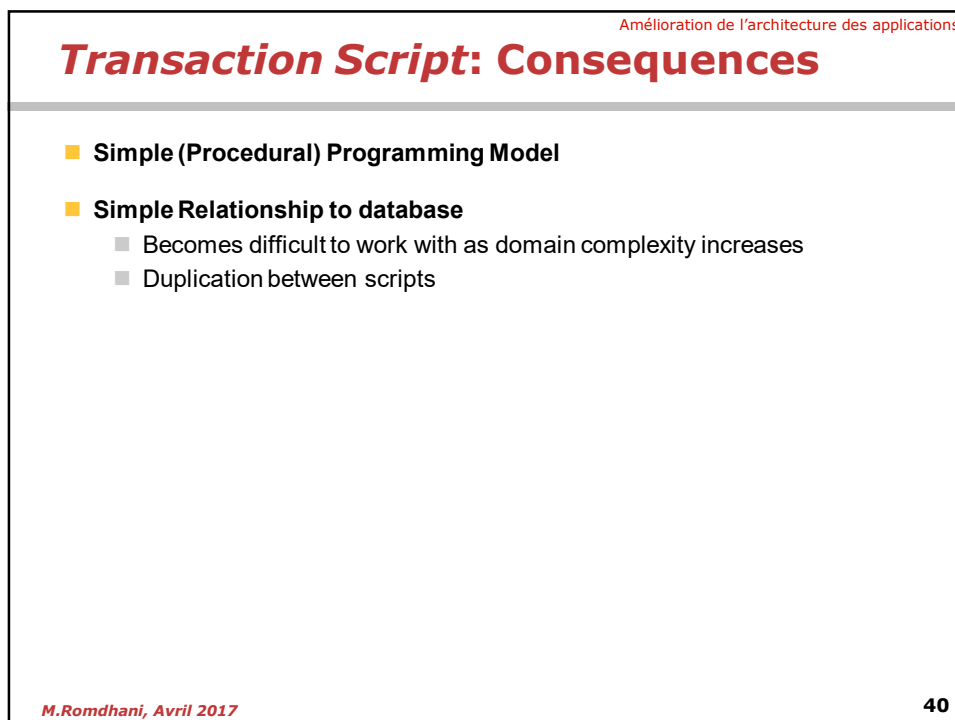 Amélioration de l'architecture des applications
Transaction Script: Consequences
Simple (Procedural) Programming Model
Simple Relationship to database
Becomes difficult to work with as domain complexity increases
Duplication between scripts
M.Romdhani, Avril 2017
40